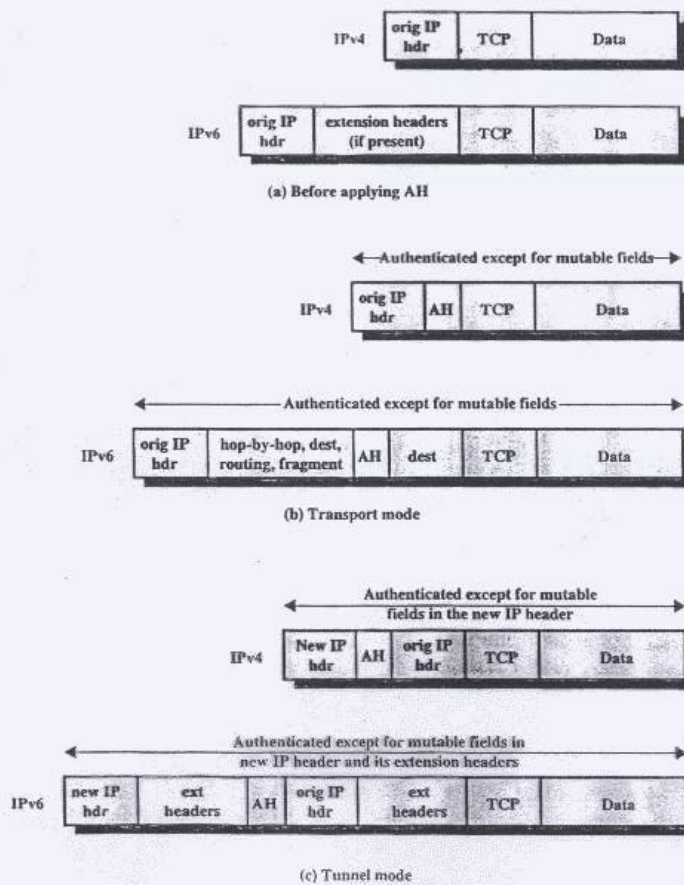 IPv4 orig IP hdr TCP Data
IPv6 orig IP hdr extension headers (if present) TCP Data
(a) Before applying AH
Authenticated except for mutable fields
IPv4 orig IP hdr AH TCP Data
Authenticated except for mutable fields
IPv6 orig IP hdr hop-by-hop, dest, routing, fragment AH dest TCP Data
(b) Transport mode
Authenticated except for mutable
fields in the new IP header
IPv4 New IP hdr AH orig IP hdr TCP Data
Authenticated except for mutable fields in
new IP header and its extension headers
IPv6 new IP hdr ext headers AH orig IP hdr ext headers TCP Data
(c) Tunnel mode